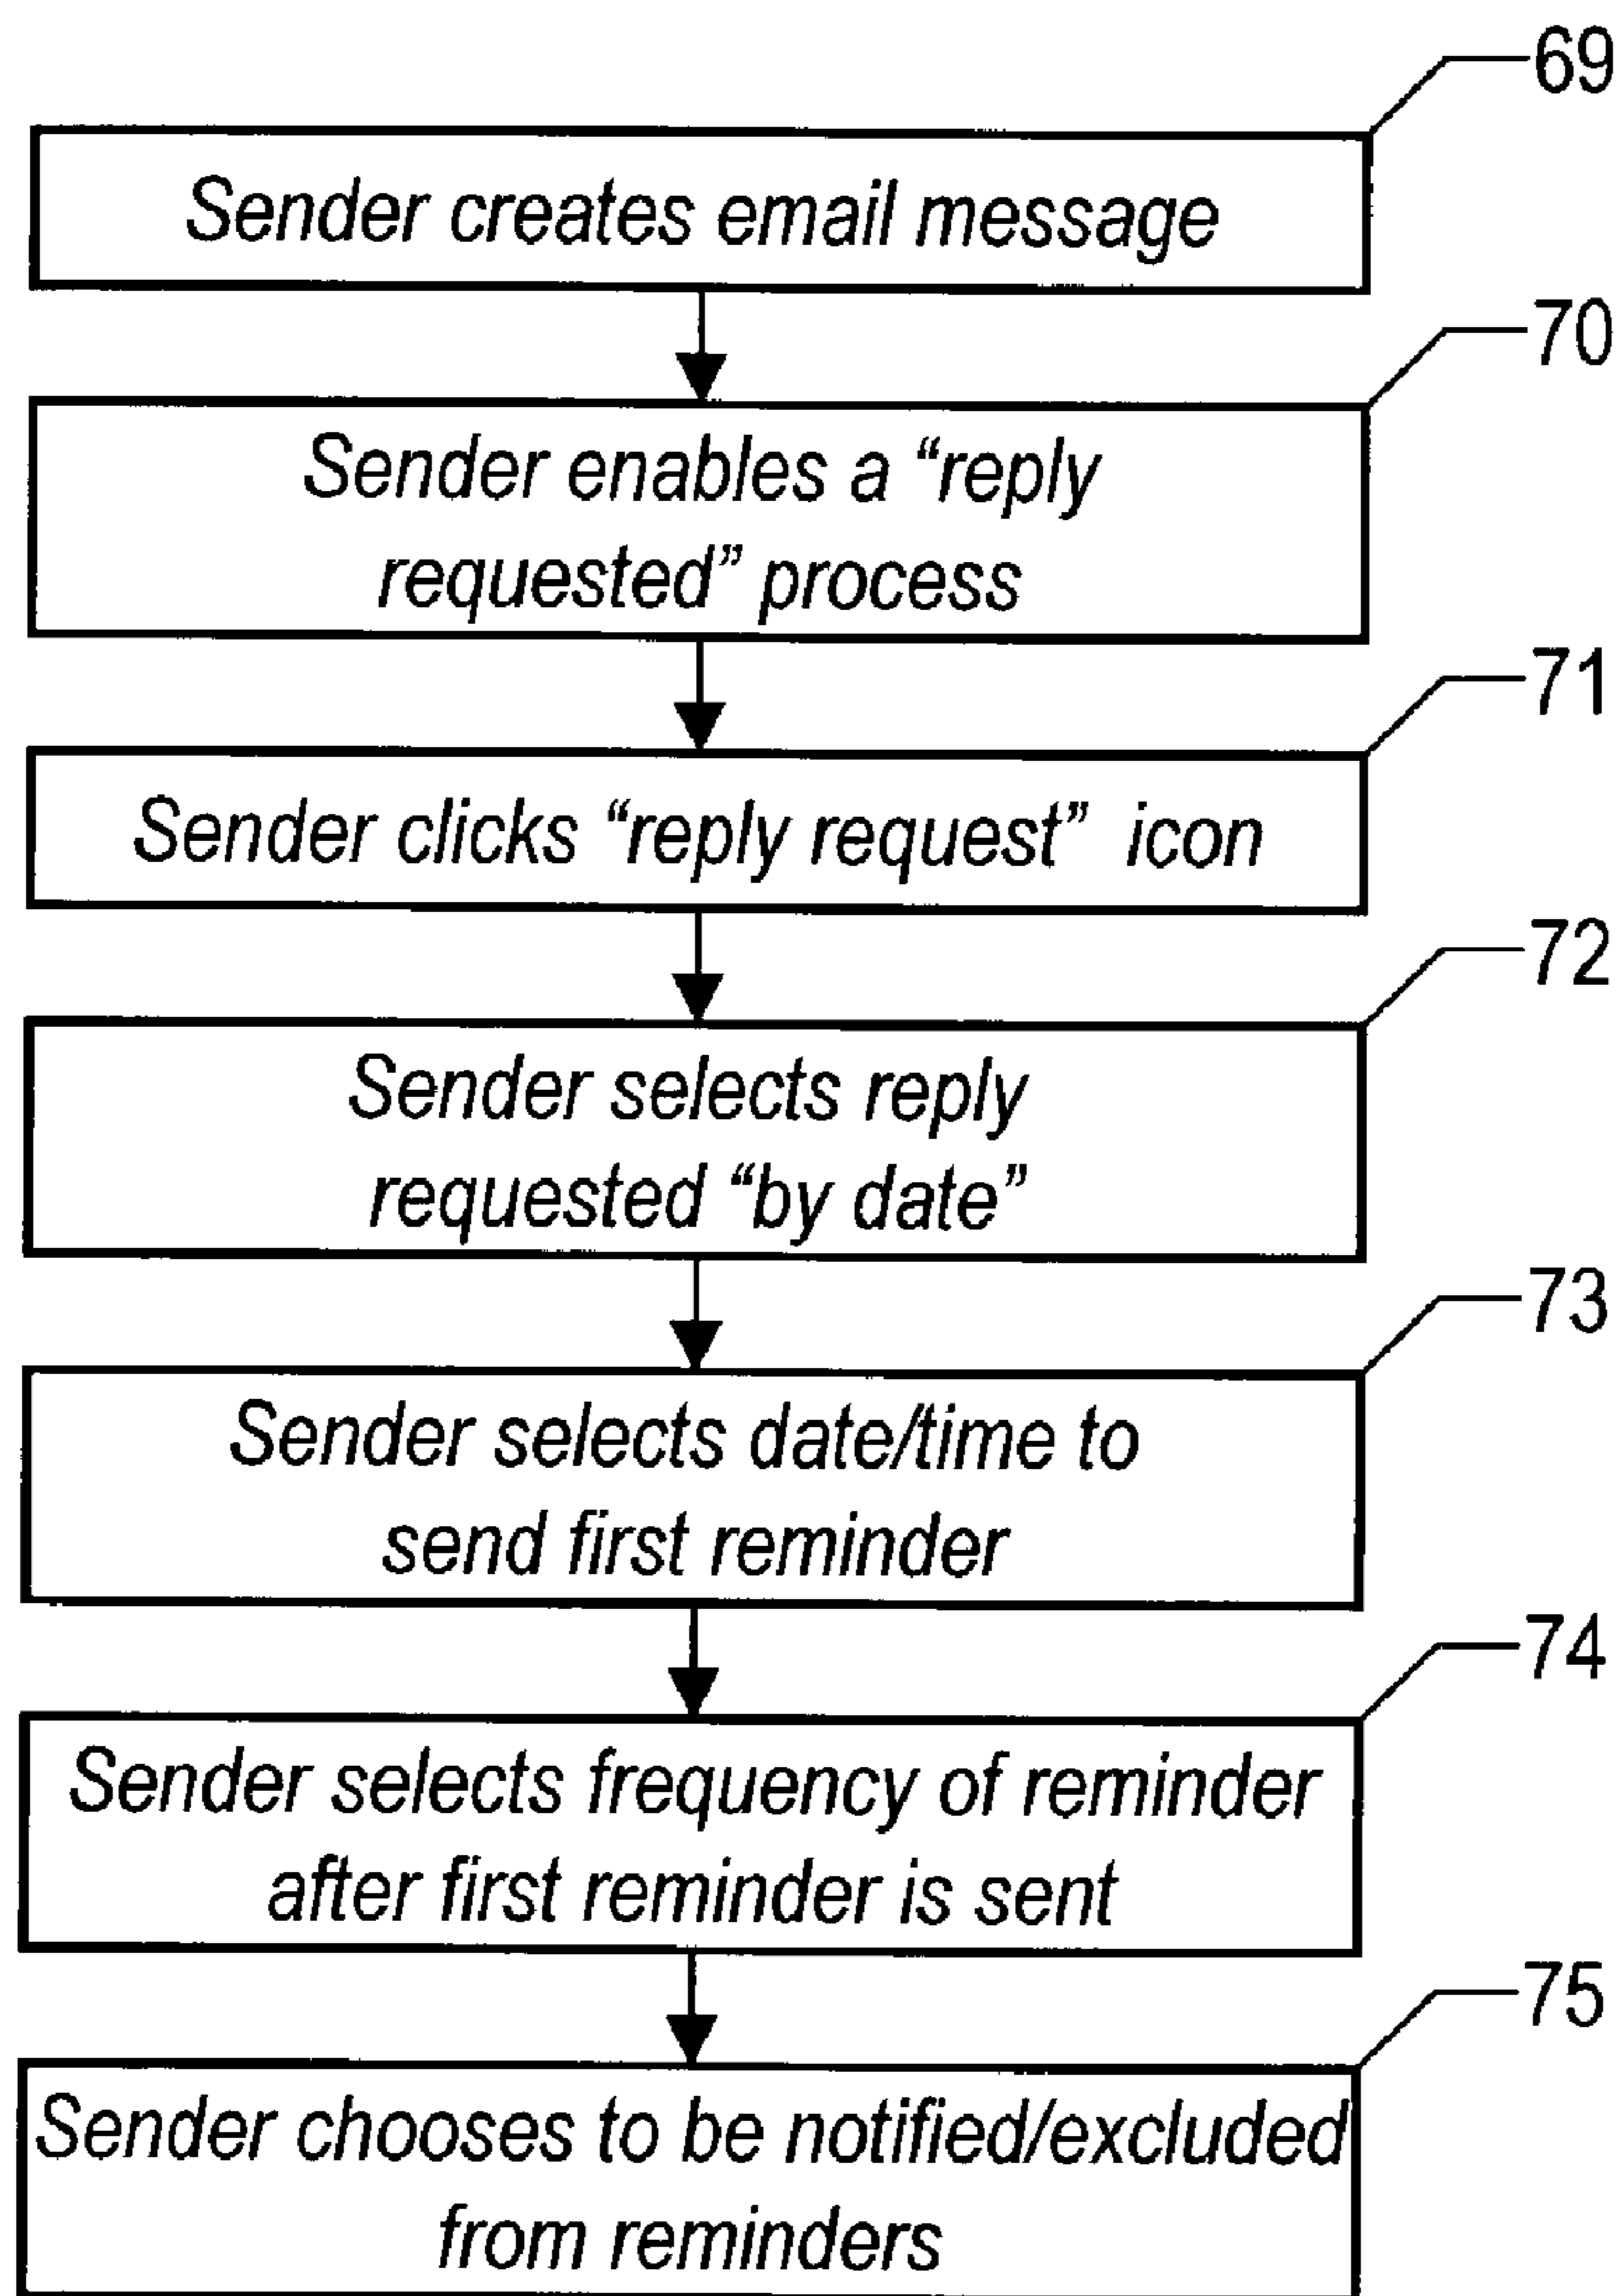 69
Sender creates email message
70
Sender enables a “reply
requested” process
71
Sender clicks “reply request” icon
72
Sender selects reply
requested “by date”
73
Sender selects date/time to
send first reminder
74
Sender selects frequency of reminder
after first reminder is sent
75
Sender chooses to be notified/excluded
from reminders